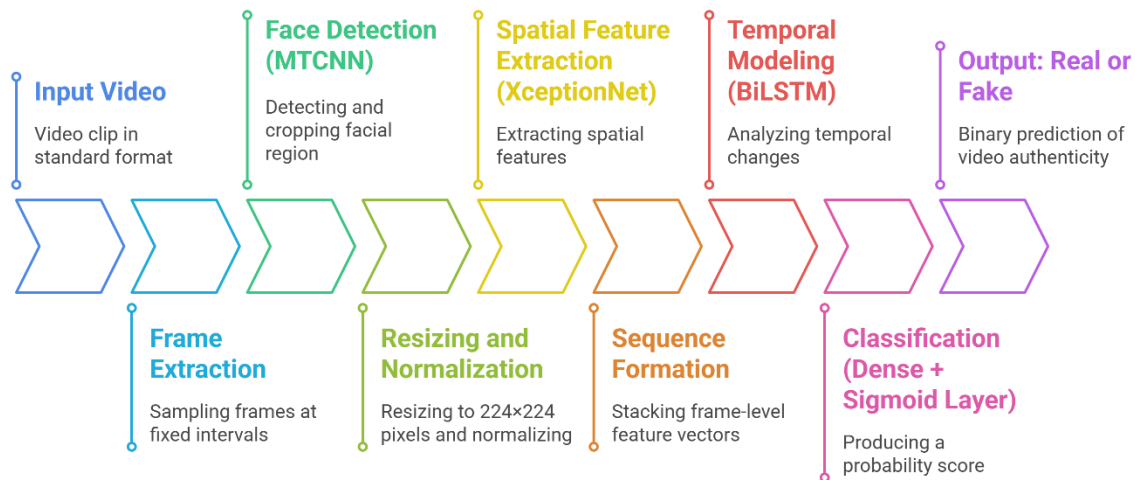 Input Video
Video clip in
standard format
Frame
Extraction
Sampling frames at
fixed intervals
Face Detection
(MTCNN)
Detecting and
cropping facial
region
Resizing and
Normalization
Resizing to 224×224
pixels and normalizing
Spatial Feature
Extraction
(XceptionNet)
Extracting spatial
features
Sequence
Formation
Stacking frame-level
feature vectors
Temporal
Modeling
(BiLSTM)
Analyzing temporal
changes
Classification
(Dense +
Sigmoid Layer)
Producing a
probability score
Output: Real or
Fake
Binary prediction of
video authenticity